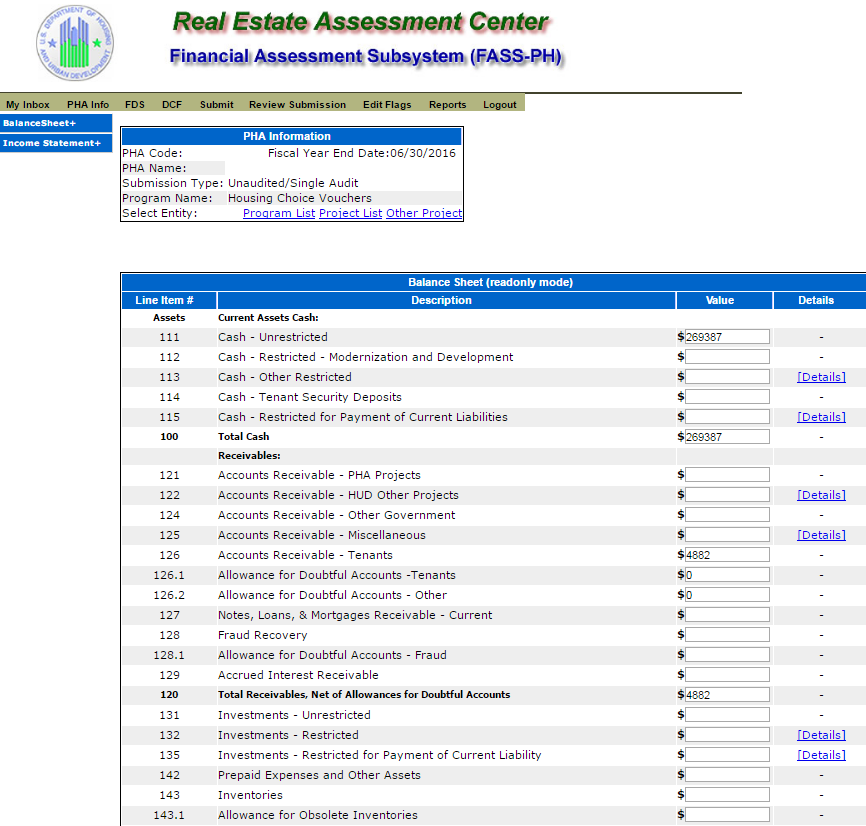 U.S. DEPARTMENT OF HOUSING
AND URBAN DEVELOPMENT
Real Estate Assessment Center
Financial Assessment Subsystem (FASS-PH)
My Inbox PHA Info FDS DCF Submit Review Submission Edit Flags Reports Logout
BalanceSheet+
Income Statement+
PHA Information
PHA Code: Fiscal Year End Date:06/30/2016
PHA Name:
Submission Type: Unaudited/Single Audit
Program Name: Housing Choice Vouchers
Select Entity: Program List Project List Other Project
Balance Sheet (readonly mode)
Line Item # Description Value Details
Assets Current Assets Cash:
111 Cash - Unrestricted $269387 -
112 Cash - Restricted - Modernization and Development $ -
113 Cash - Other Restricted $ [Details]
114 Cash - Tenant Security Deposits $ -
115 Cash - Restricted for Payment of Current Liabilities $ [Details]
100 Total Cash $269387 -
Receivables:
121 Accounts Receivable - PHA Projects $ -
122 Accounts Receivable - HUD Other Projects $ [Details]
124 Accounts Receivable - Other Government $ -
125 Accounts Receivable - Miscellaneous $ [Details]
126 Accounts Receivable - Tenants $4882 -
126.1 Allowance for Doubtful Accounts -Tenants $0 -
126.2 Allowance for Doubtful Accounts - Other $0 -
127 Notes, Loans, & Mortgages Receivable - Current $ -
128 Fraud Recovery $ -
128.1 Allowance for Doubtful Accounts - Fraud $ -
129 Accrued Interest Receivable $ -
120 Total Receivables, Net of Allowances for Doubtful Accounts $4882 -
131 Investments - Unrestricted $ -
132 Investments - Restricted $ [Details]
135 Investments - Restricted for Payment of Current Liability $ [Details]
142 Prepaid Expenses and Other Assets $ -
143 Inventories $ -
143.1 Allowance for Obsolete Inventories $ -